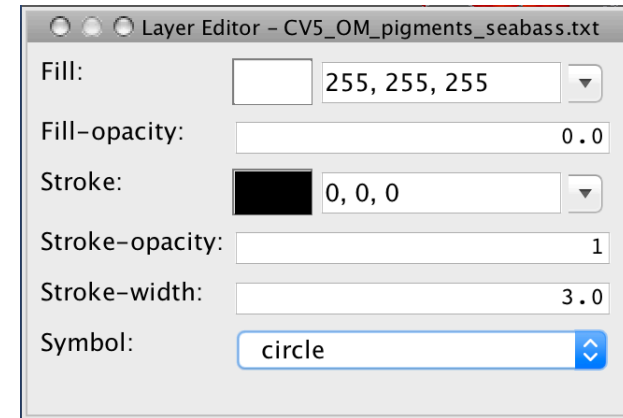 Layer Editor – CV5_OM_pigments_seabass.txt
Fill: 255, 255, 255
Fill-opacity: 0.0
Stroke: 0, 0, 0
Stroke-opacity: 1
Stroke-width: 3.0
Symbol: circle